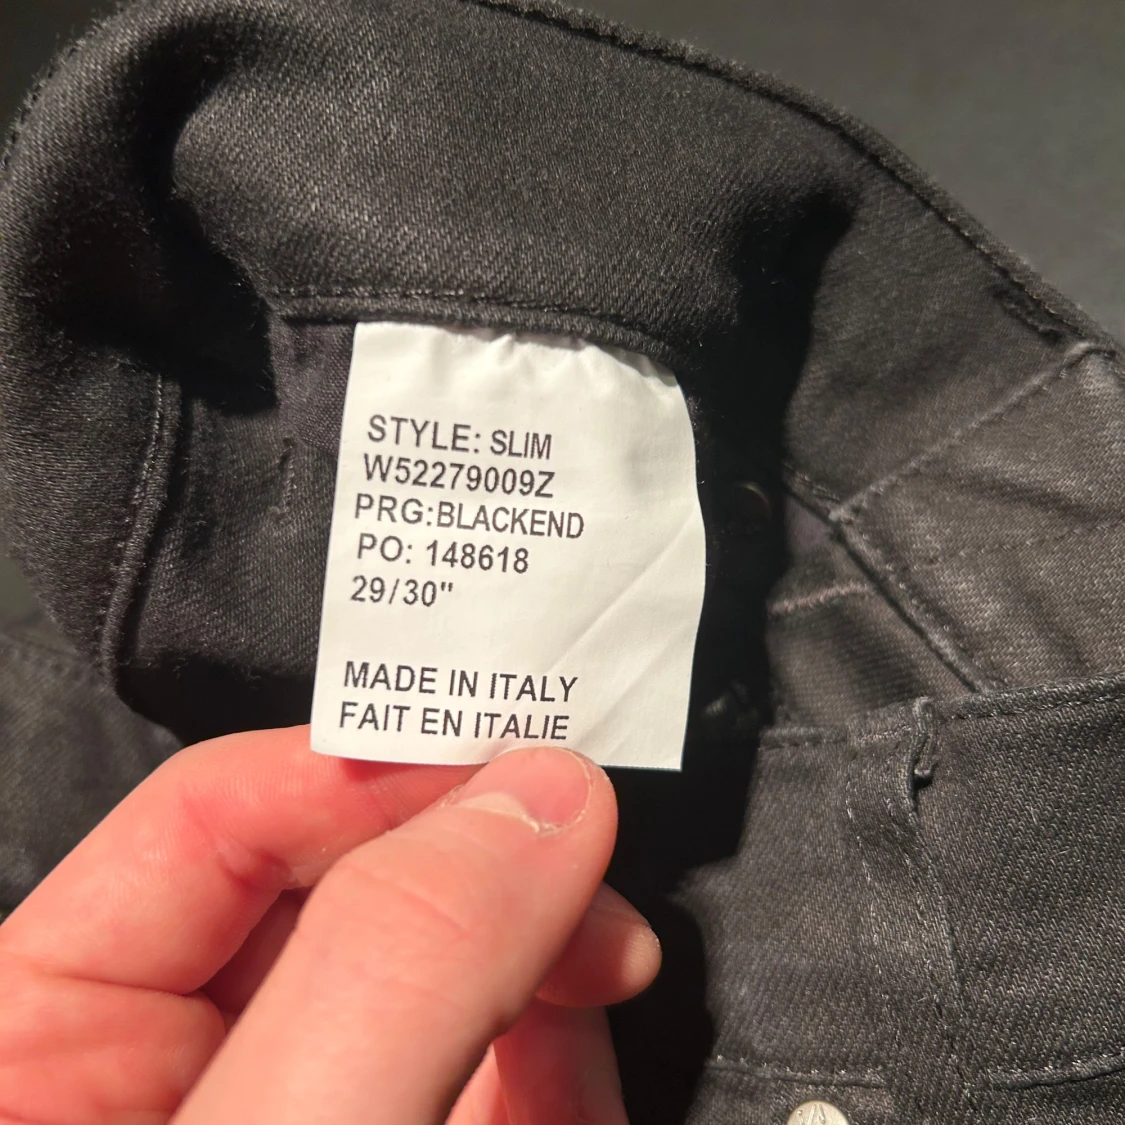 STYLE: SLIM
W52279009Z
PRG:BLACKEND
PO: 148618
29/30"
MADE IN ITALY
FAIT EN ITALIE